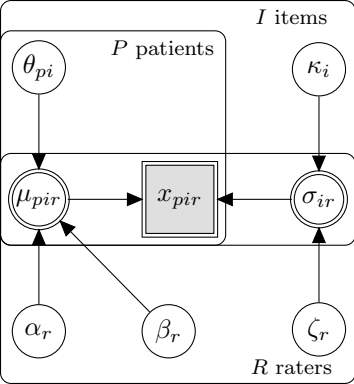 I items
P patients
θ_pi
κ_i
μ_pir
x_pir
σ_ir
α_r
β_r
ζ_r
R raters